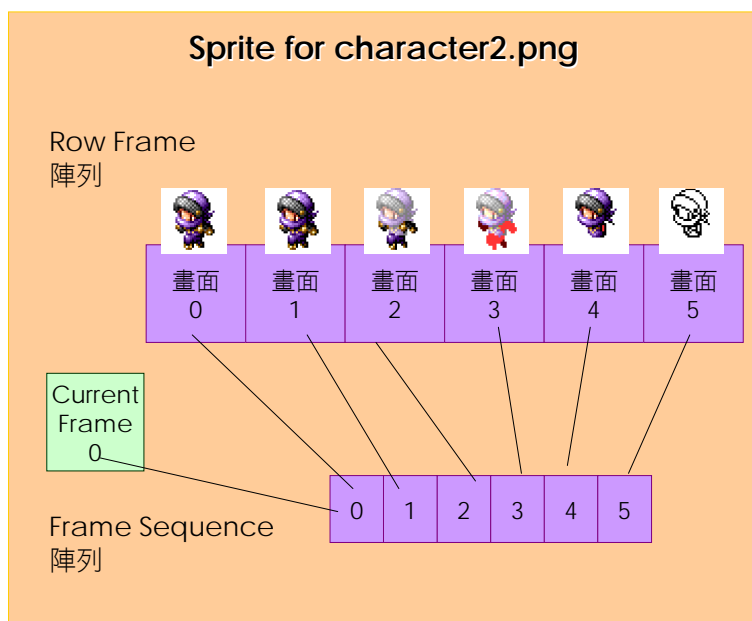 Sprite for character2.png
Row Frame
陣列
畫面
0
畫面
1
畫面
2
畫面
3
畫面
4
畫面
5
Current
Frame
0
0 1 2 3 4 5
Frame Sequence
陣列